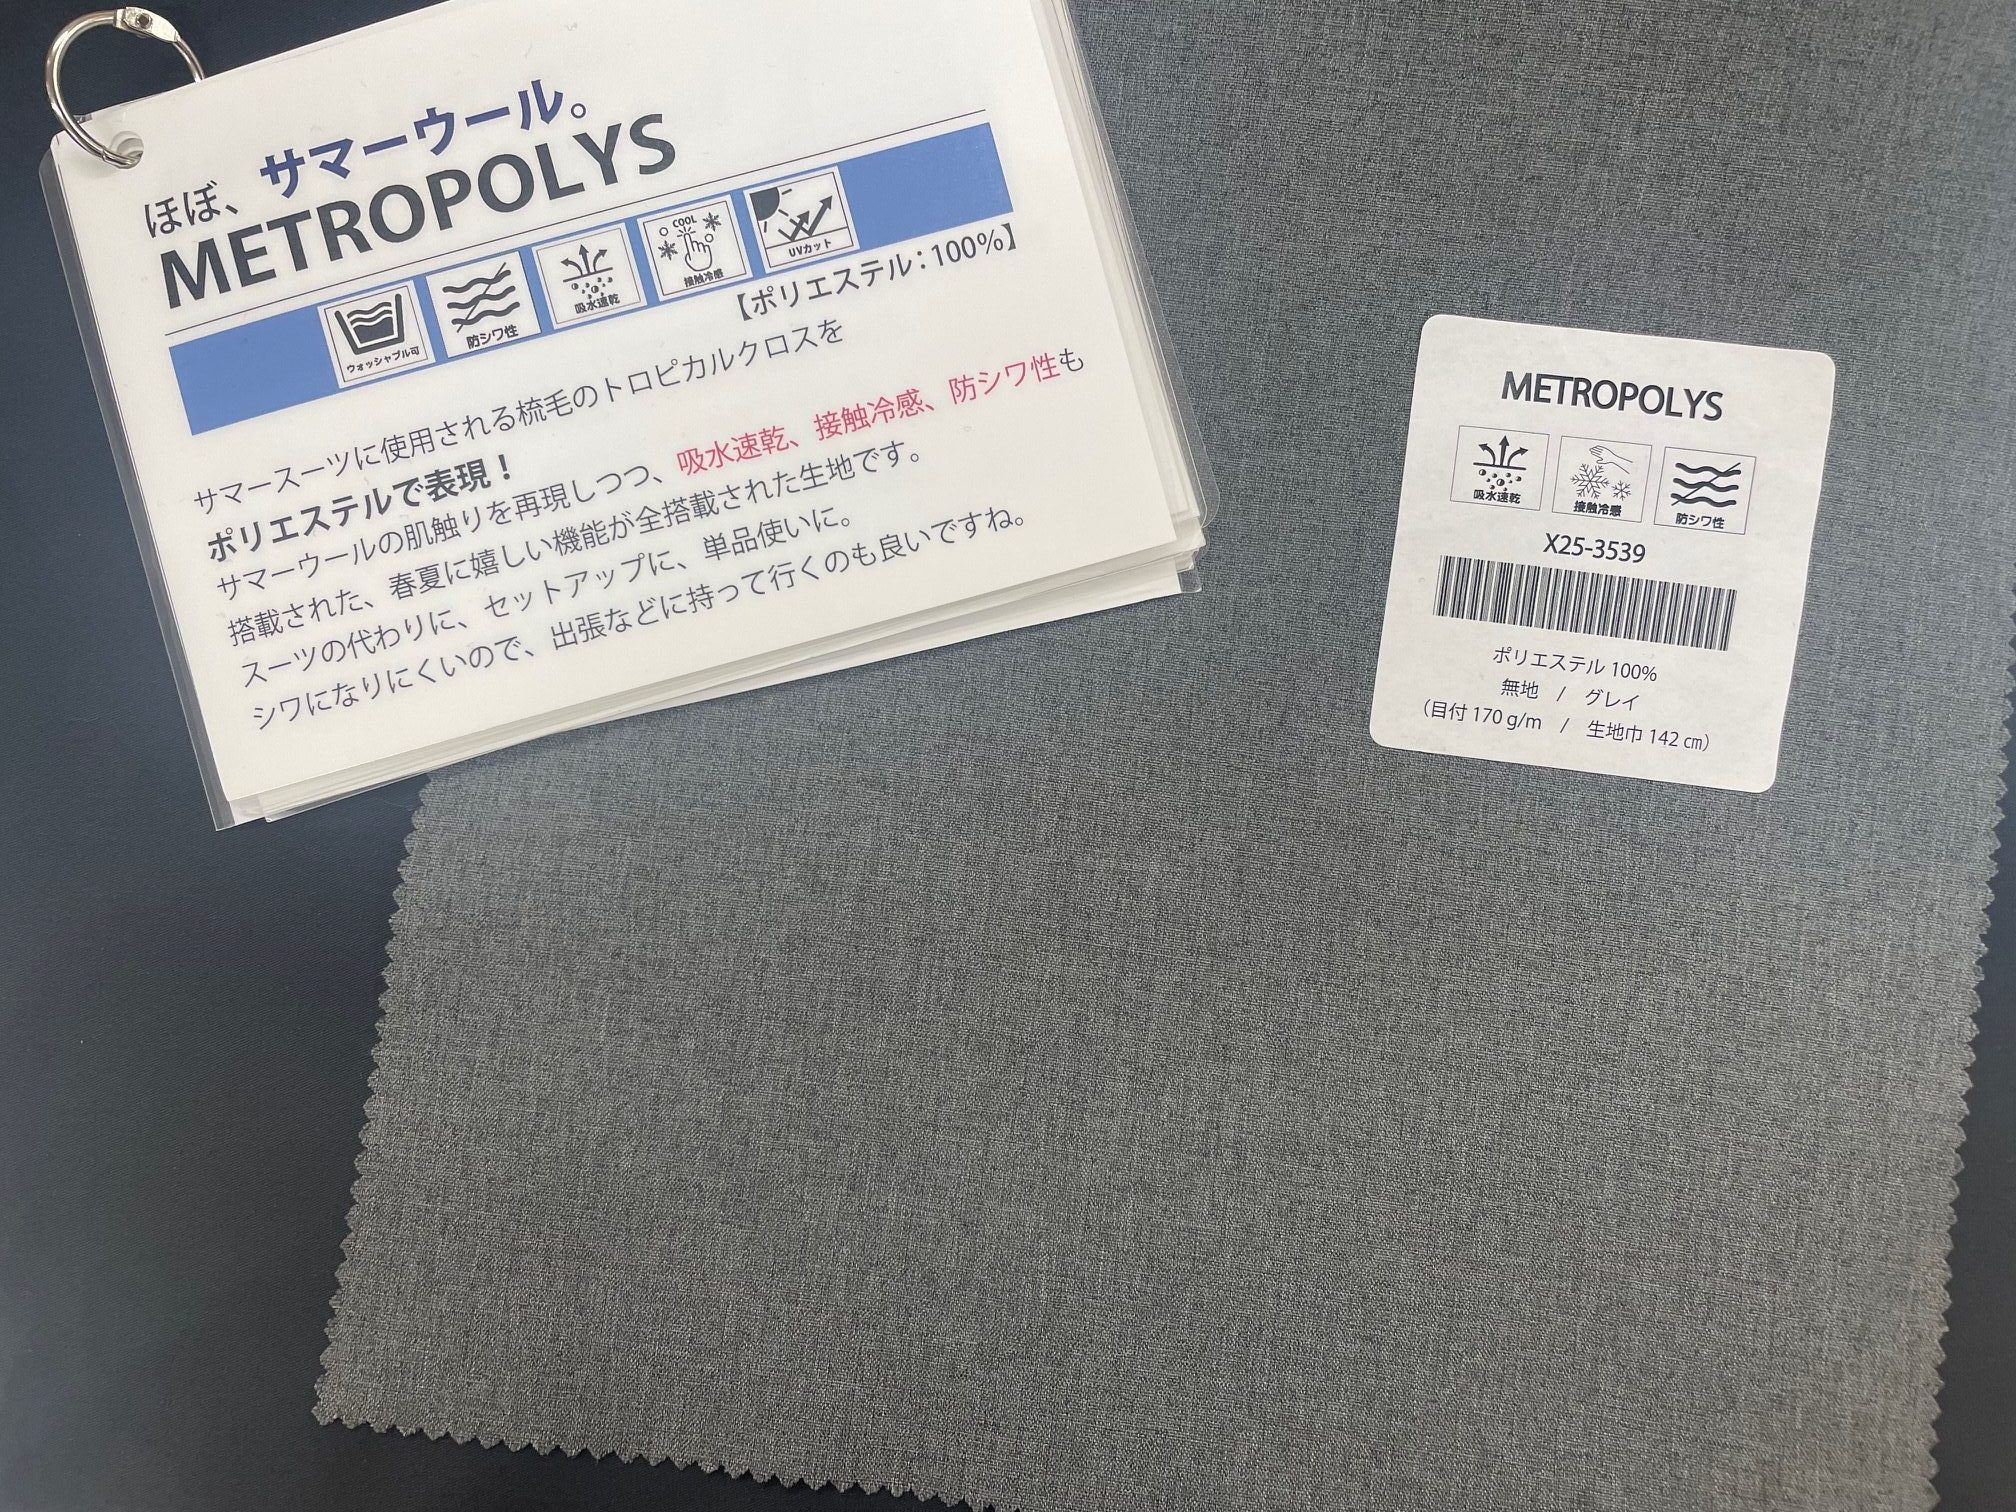 ほぼ、サマーウール。
METROPOLYS
ウォッシャブル可
防シワ性
吸水速乾
COOL
接触冷感
UVカット
【ポリエステル：100%】
サマースーツに使用される梳毛のトロピカルクロスを
ポリエステルで表現！
サマーウールの肌触りを再現しつつ、吸水速乾、接触冷感、防シワ性も
搭載された、春夏に嬉しい機能が全搭載された生地です。
スーツの代わりに、セットアップに、単品使いに。
シワになりにくいので、出張などに持って行くのも良いですね。
METROPOLYS
吸水速乾
接触冷感
防シワ性
X25-3539
ポリエステル 100%
無地 / グレイ
（目付 170 g/m / 生地巾 142 ㎝）